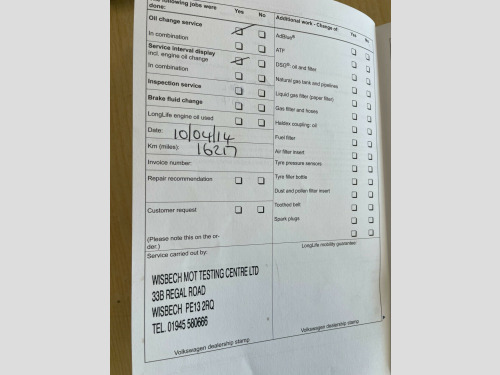 The following jobs were
done:
Yes No
Oil change service
In combination
Service interval display
incl. engine oil change
In combination
Inspection service
Brake fluid change
LongLife engine oil used
Date: 10/04/14
Km (miles): 16217
Invoice number:
Repair recommendation
Customer request
(Please note this on the or-
der.)
Service carried out by:
WISBECH MOT TESTING CENTRE LTD
33B REGAL ROAD
WISBECH PE13 2RQ
TEL. 01945 580666
Volkswagen dealership stamp
Additional work - Change of:
Yes No
AdBlue®
ATF
DSG®: oil and filter
Natural gas tank and pipelines
Liquid gas filter (paper filter)
Gas filter and hoses
Haldex coupling: oil
Fuel filter
Air filter insert
Tyre pressure sensors
Tyre filler bottle
Dust and pollen filter insert
Toothed belt
Spark plugs
LongLife mobility guarantee:
Volkswagen dealership stamp